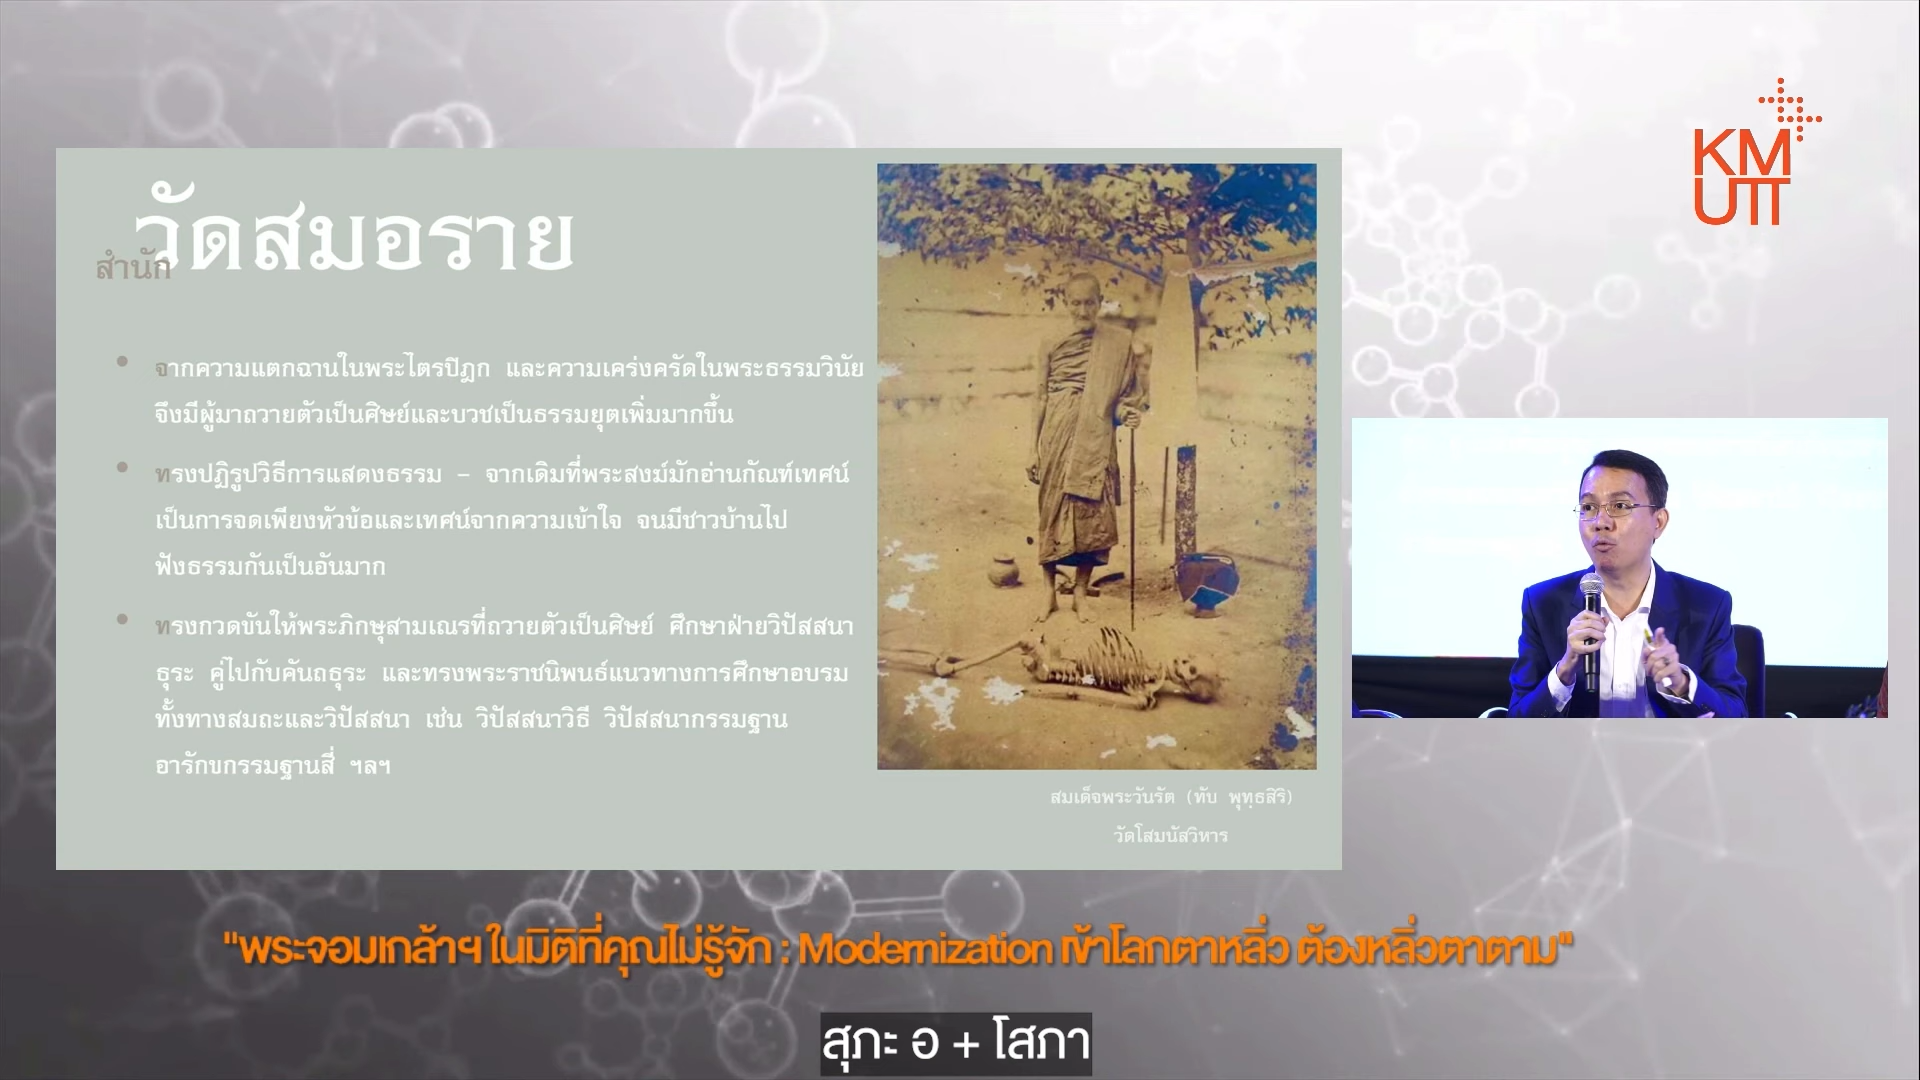 KM
UTT
สำนัก
วัดสมอราย
• จากความแตกฉานในพระไตรปิฎก และความเคร่งครัดในพระธรรมวินัย
จึงมีผู้มาถวายตัวเป็นศิษย์และบวชเป็นธรรมยุตเพิ่มมากขึ้น
• ทรงปฏิรูปวิธีการแสดงธรรม – จากเดิมที่พระสงฆ์มักอ่านกัณฑ์เทศน์
เป็นการจดเพียงหัวข้อและเทศน์จากความเข้าใจ จนมีชาวบ้านไป
ฟังธรรมกันเป็นอันมาก
• ทรงกวดขันให้พระภิกษุสามเณรที่ถวายตัวเป็นศิษย์ ศึกษาฝ่ายวิปัสสนา
ธุระ คู่ไปกับคันถธุระ และทรงพระราชนิพนธ์แนวทางการศึกษาอบรม
ทั้งทางสมถะและวิปัสสนา เช่น วิปัสสนาวิธี วิปัสสนากรรมฐาน
อารักขกรรมฐานสี่ ฯลฯ
สมเด็จพระวันรัต (ทับ พุทฺธสิริ)
วัดโสมนัสวิหาร
"พระจอมเกล้าฯ ในมิติที่คุณไม่รู้จัก : Modernization เข้าโลกตาหลิ่ว ต้องหลิ่วตาตาม"
สุภะ อ + โสภา